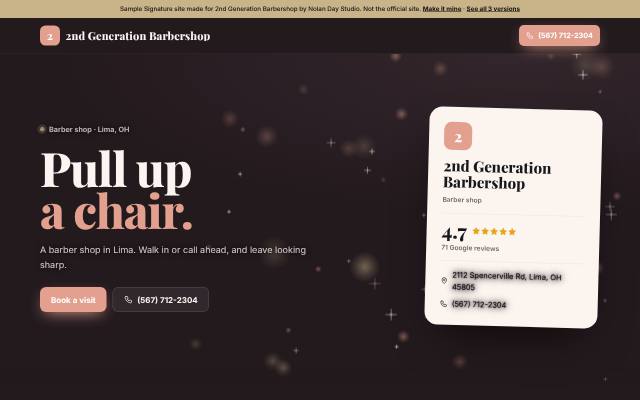 Sample Signature site made for 2nd Generation Barbershop by Nolan Day Studio. Not the official site. Make it mine · See all 3 versions
2 2nd Generation Barbershop
(567) 712-2304
Barber shop · Lima, OH
Pull up
a chair.
A barber shop in Lima. Walk in or call ahead, and leave looking
sharp.
Book a visit
(567) 712-2304
2
2nd Generation
Barbershop
Barber shop
4.7 ★★★★★
71 Google reviews
2112 Spencerville Rd, Lima, OH
45805
(567) 712-2304